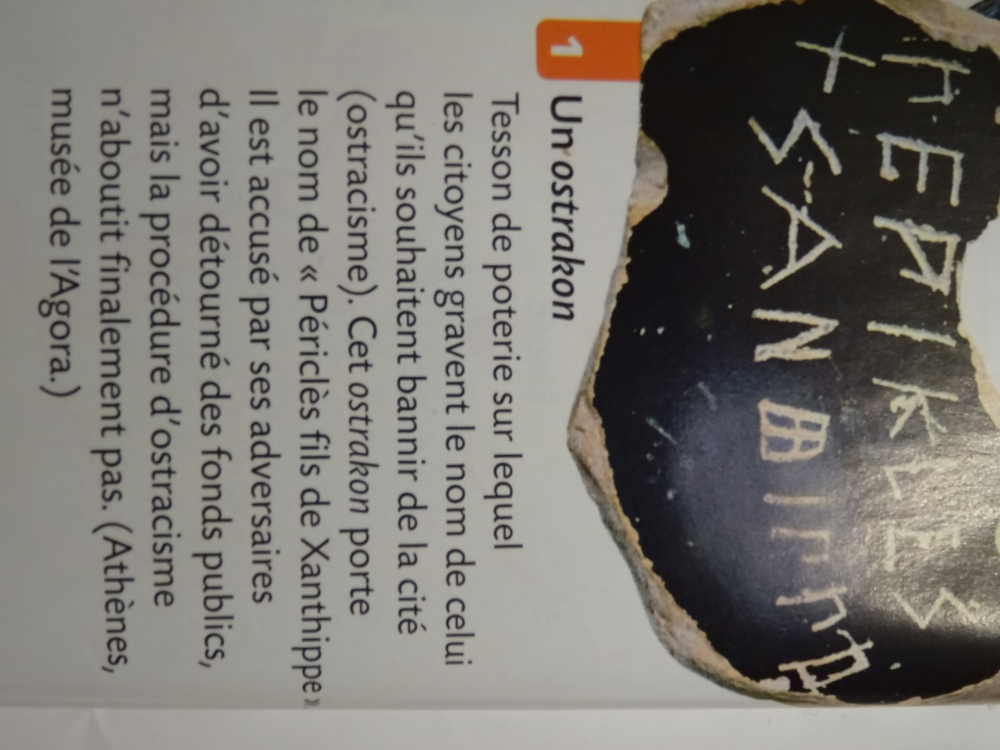 ΠΕΡΙΚLΕS
1 Un ostrakon
Tesson de poterie sur lequel
les citoyens gravent le nom de celui
qu'ils souhaitent bannir de la cité
(ostracisme). Cet ostrakon porte
le nom de « Périclès fils de Xanthippe »
Il est accusé par ses adversaires
d'avoir détourné des fonds publics,
mais la procédure d'ostracisme
n'aboutit finalement pas. (Athènes,
musée de l'Agora.)